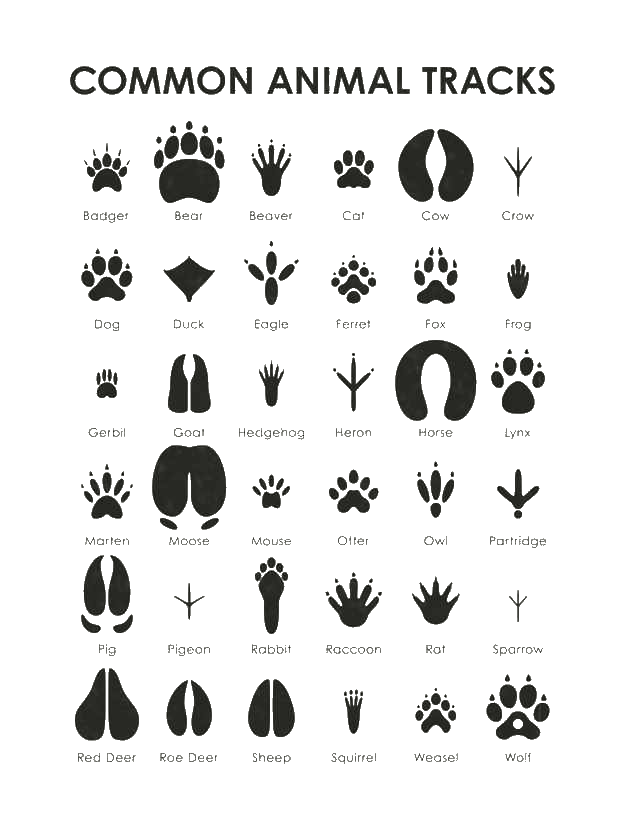 COMMON ANIMAL TRACKS
Badger Bear Beaver Cat Cow Crow
Dog Duck Eagle Ferret Fox Frog
Gerbil Goat Hedgehog Heron Horse Lynx
Marten Moose Mouse Otter Owl Partridge
Pig Pigeon Rabbit Raccoon Rat Sparrow
Red Deer Roe Deer Sheep Squirrel Weasel Wolf